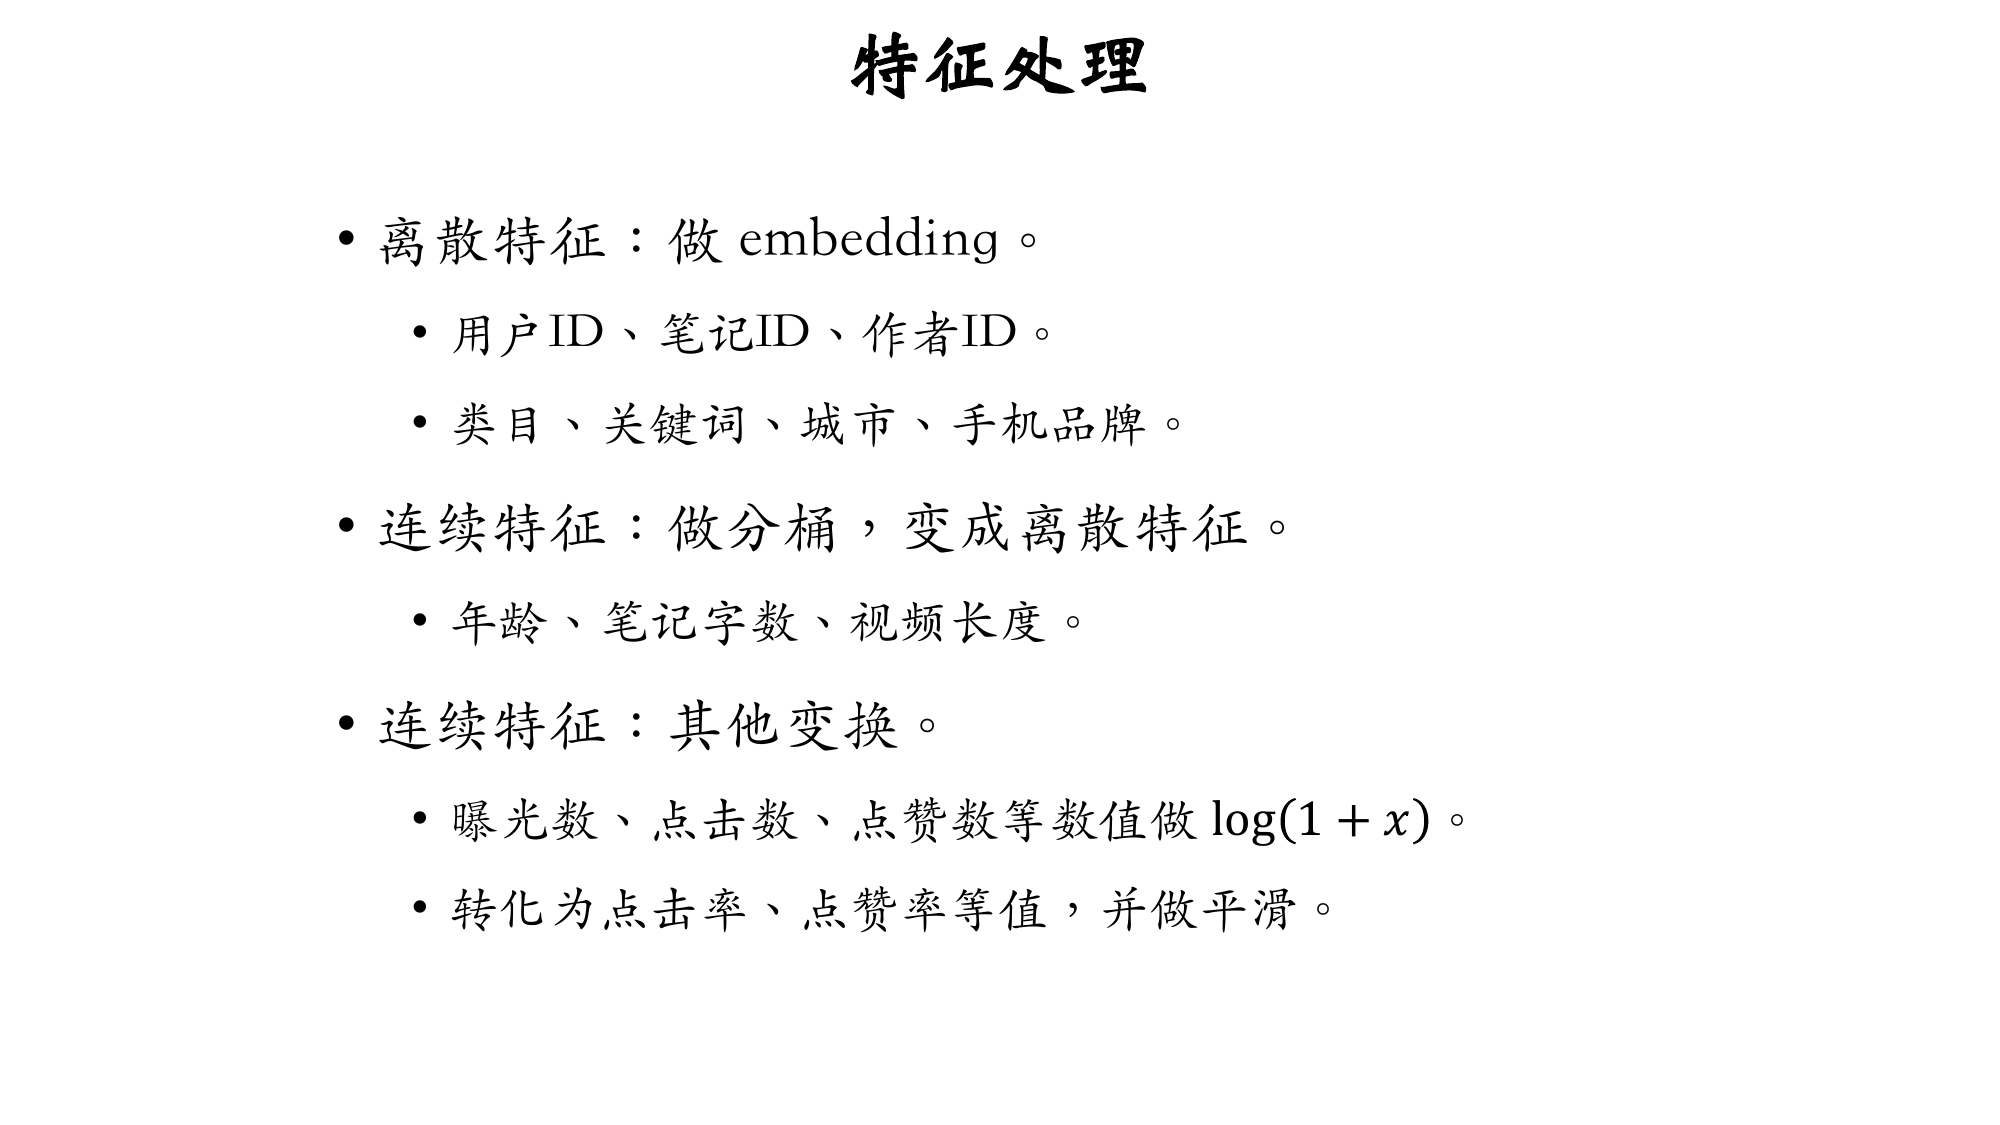 特征处理
• 离散特征：做 embedding。
• 用户ID、笔记ID、作者ID。
• 类目、关键词、城市、手机品牌。
• 连续特征：做分桶，变成离散特征。
• 年龄、笔记字数、视频长度。
• 连续特征：其他变换。
• 曝光数、点击数、点赞数等数值做 log(1 + x)。
• 转化为点击率、点赞率等值，并做平滑。